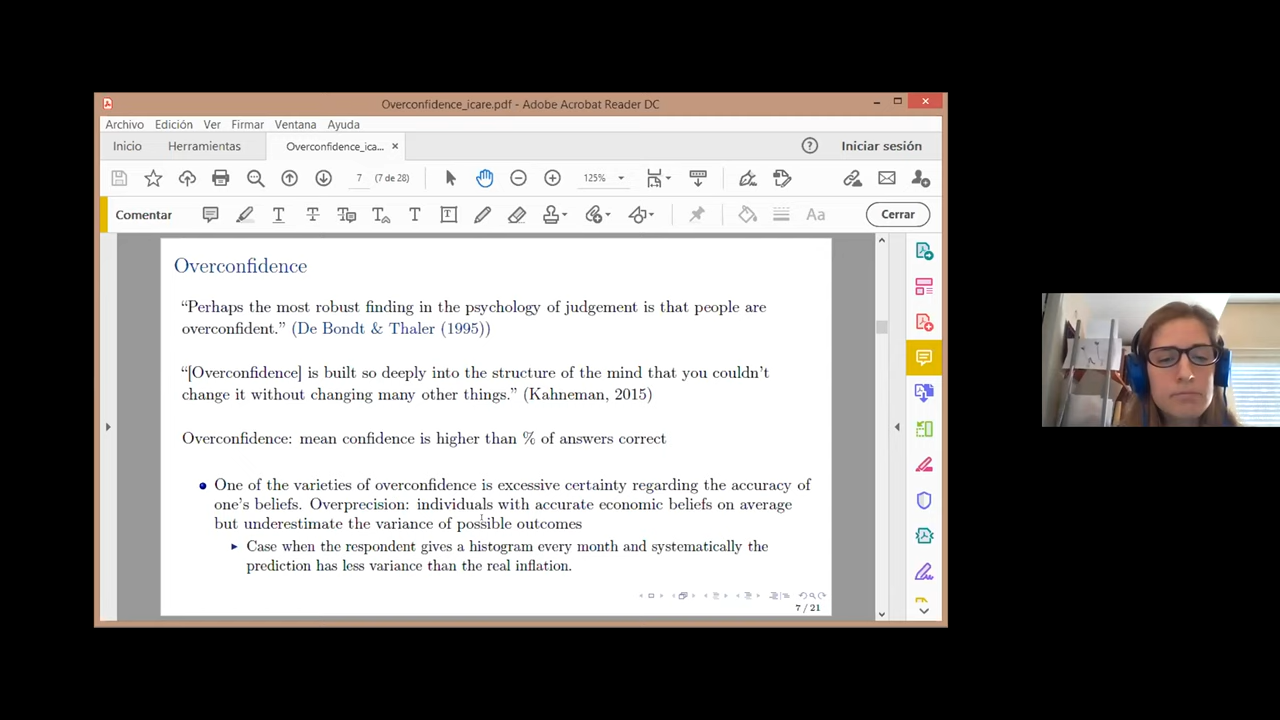 Overconfidence_icare.pdf - Adobe Acrobat Reader DC
Archivo Edición Ver Firmar Ventana Ayuda
Inicio Herramientas Overconfidence_ica... × Iniciar sesión
7 (7 de 28) 125%
Comentar Aa Cerrar
Overconfidence
“Perhaps the most robust finding in the psychology of judgement is that people are
overconfident.” (De Bondt & Thaler (1995))
“[Overconfidence] is built so deeply into the structure of the mind that you couldn’t
change it without changing many other things.” (Kahneman, 2015)
Overconfidence: mean confidence is higher than % of answers correct
One of the varieties of overconfidence is excessive certainty regarding the accuracy of
one’s beliefs. Overprecision: individuals with accurate economic beliefs on average
but underestimate the variance of possible outcomes
Case when the respondent gives a histogram every month and systematically the
prediction has less variance than the real inflation.
7 / 21